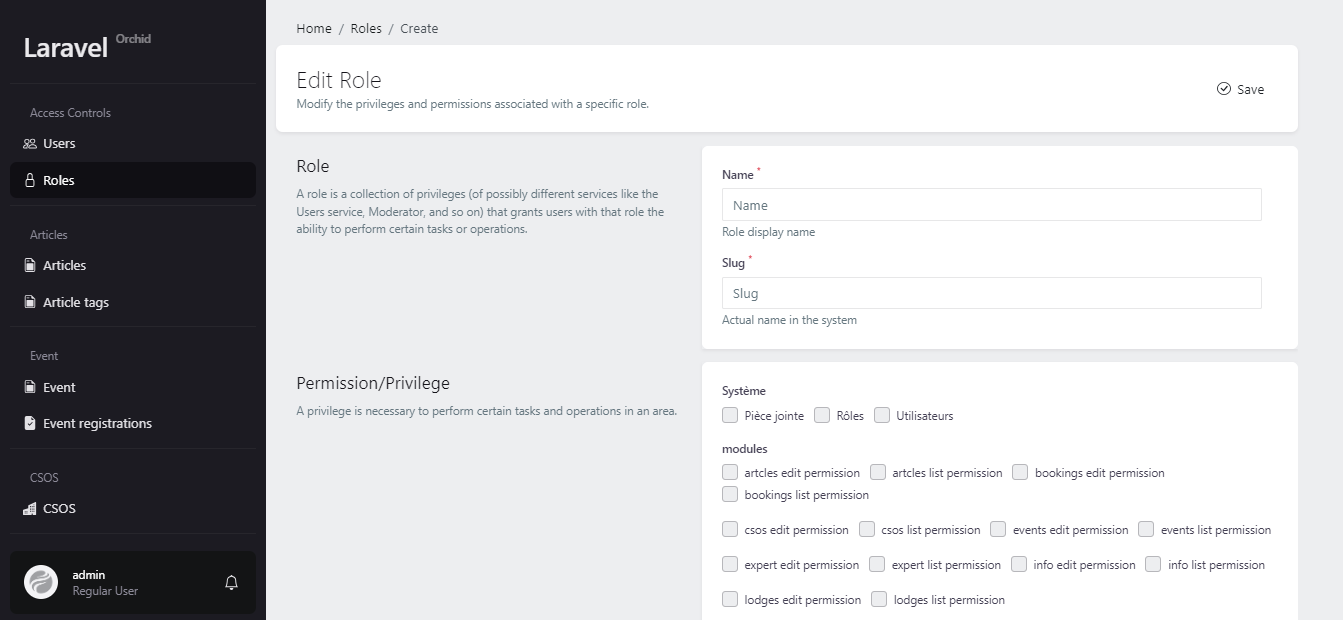 Laravel Orchid
Access Controls
Users
Roles
Articles
Articles
Article tags
Event
Event
Event registrations
CSOS
CSOS
admin
Regular User
Home / Roles / Create
Edit Role
Modify the privileges and permissions associated with a specific role.
Save
Role
A role is a collection of privileges (of possibly different services like the
Users service, Moderator, and so on) that grants users with that role the
ability to perform certain tasks or operations.
Name *
Name
Role display name
Slug *
Slug
Actual name in the system
Permission/Privilege
A privilege is necessary to perform certain tasks and operations in an area.
Système
Pièce jointe Rôles Utilisateurs
modules
artcles edit permission artcles list permission bookings edit permission
bookings list permission
csos edit permission csos list permission events edit permission events list permission
expert edit permission expert list permission info edit permission info list permission
lodges edit permission lodges list permission